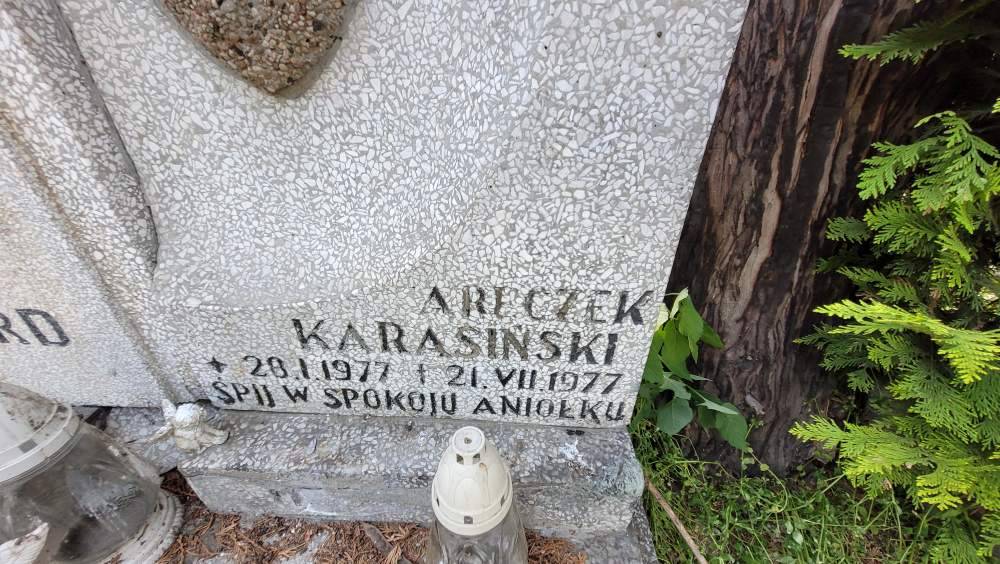 RD
ARECZEK
KARASIŃSKI
* 28.I.1977 † 21.VII.1977
ŚPIJ W SPOKOJU ANIOŁKU